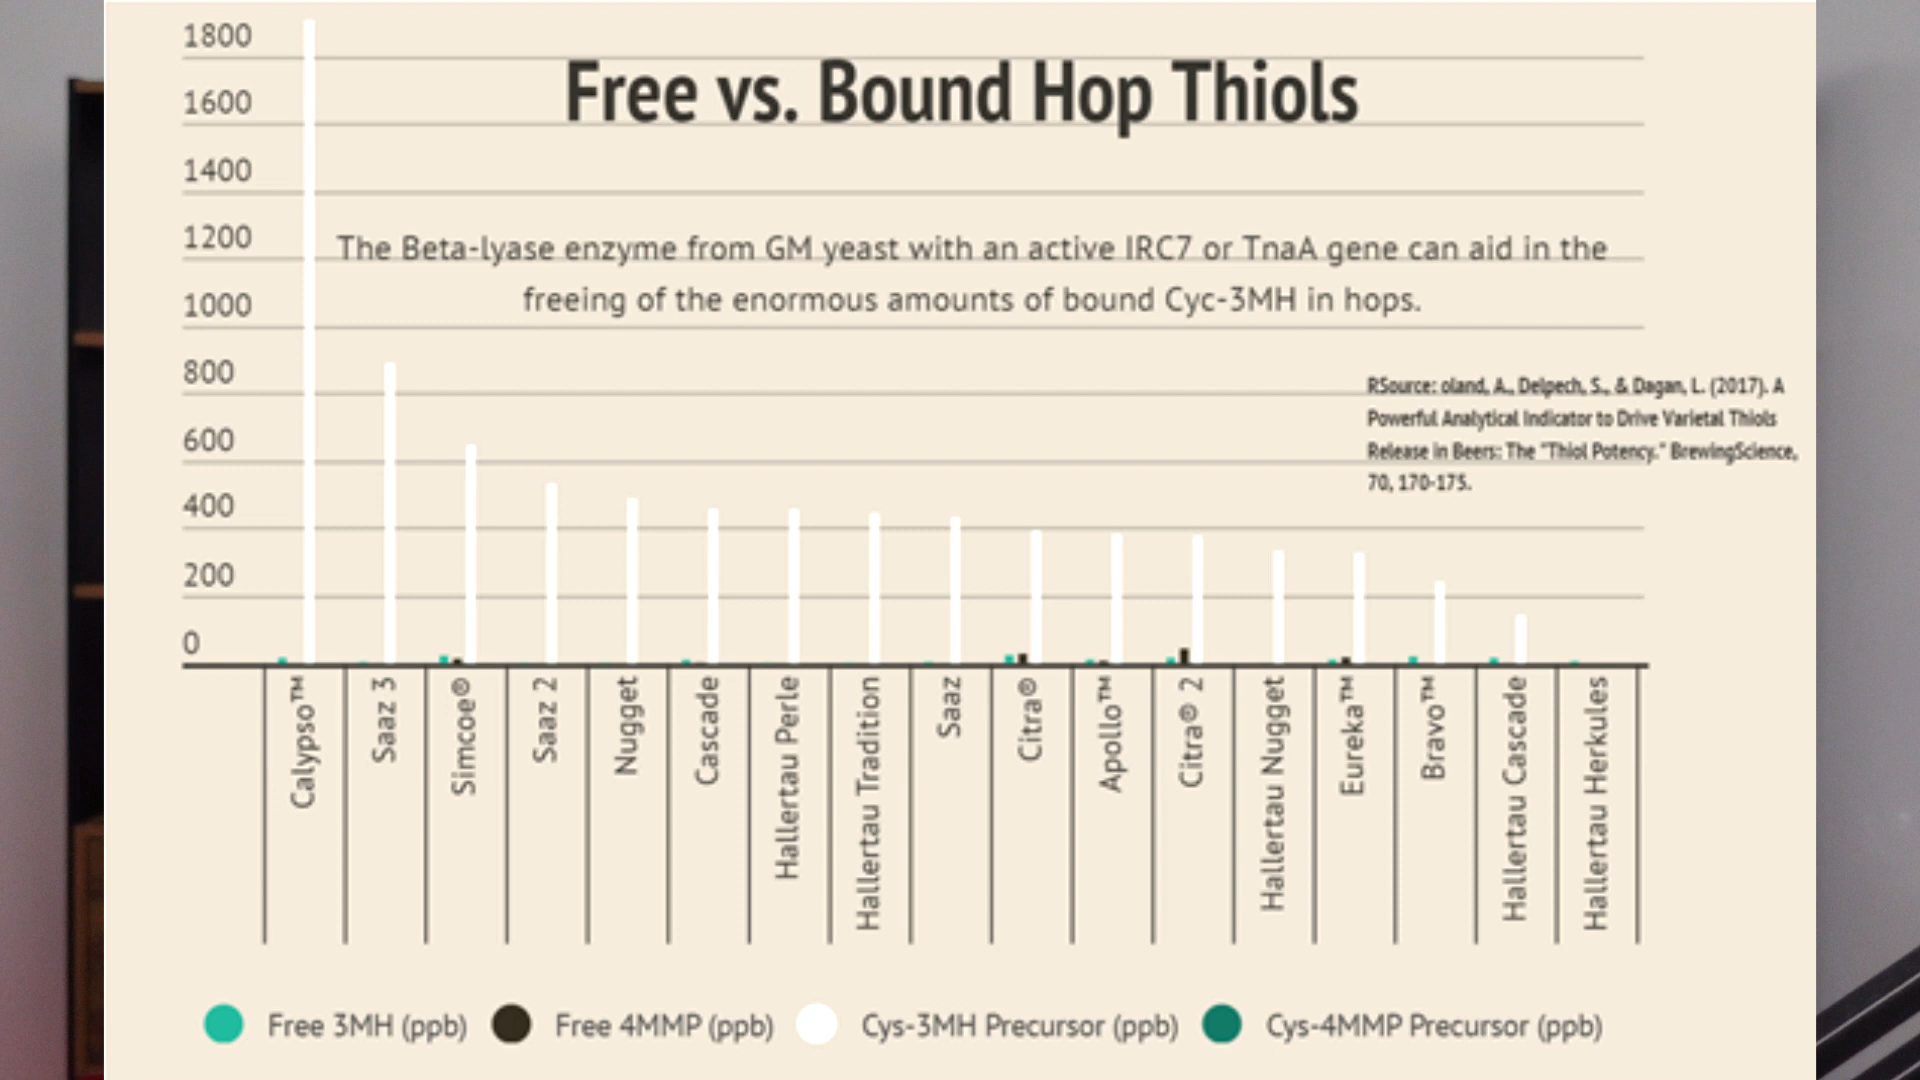 Free vs. Bound Hop Thiols
The Beta-lyase enzyme from GM yeast with an active IRC7 or TnaA gene can aid in the
freeing of the enormous amounts of bound Cyc-3MH in hops.
RSource: oland, A., Delpech, S., & Dagan, L. (2017). A
Powerful Analytical Indicator to Drive Varietal Thiols
Release in Beers: The "Thiol Potency." BrewingScience,
70, 170-175.
1800
1600
1400
1200
1000
800
600
400
200
0
Calypso™
Saaz 3
Simcoe®
Saaz 2
Nugget
Cascade
Hallertau Perle
Hallertau Tradition
Saaz
Citra®
Apollo™
Citra® 2
Hallertau Nugget
Eureka™
Bravo™
Hallertau Cascade
Hallertau Herkules
Free 3MH (ppb)
Free 4MMP (ppb)
Cys-3MH Precursor (ppb)
Cys-4MMP Precursor (ppb)